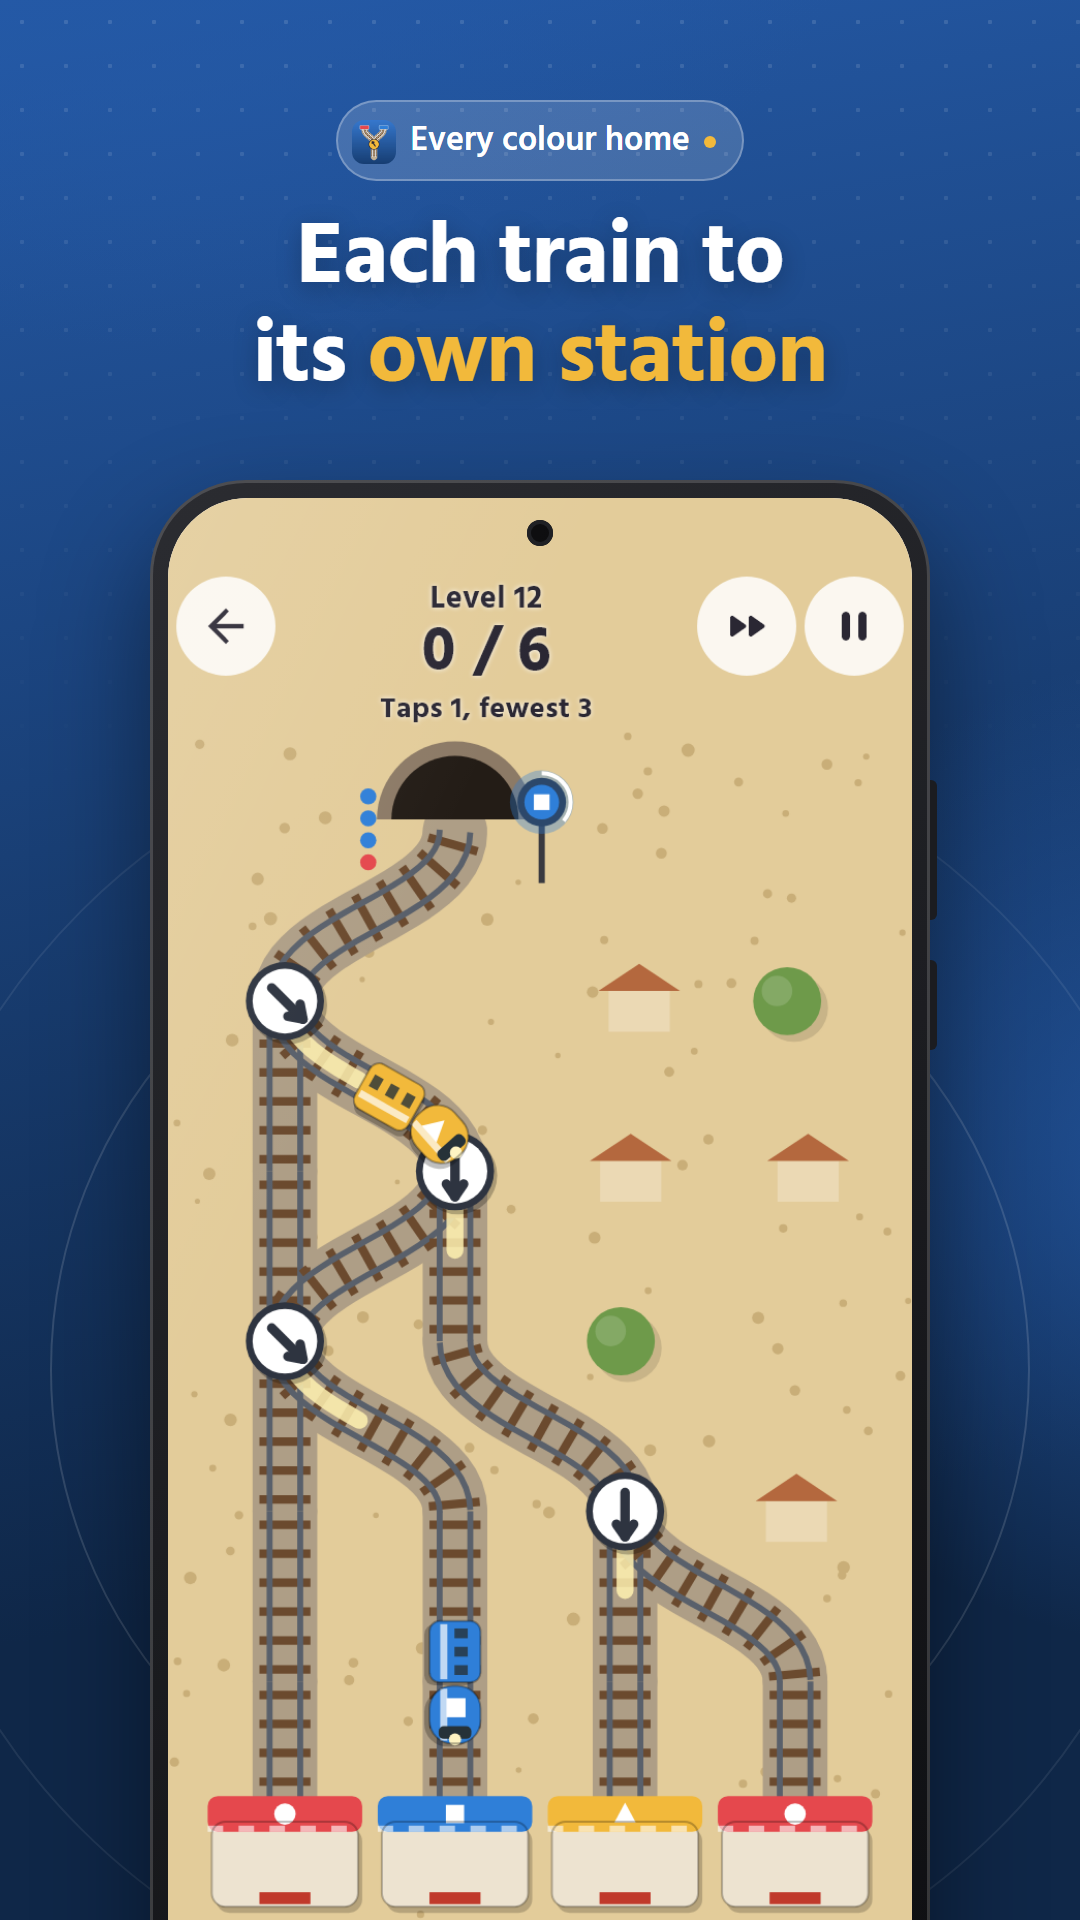 Every colour home
Each train to
its own station
Level 12
0 / 6
Taps 1, fewest 3